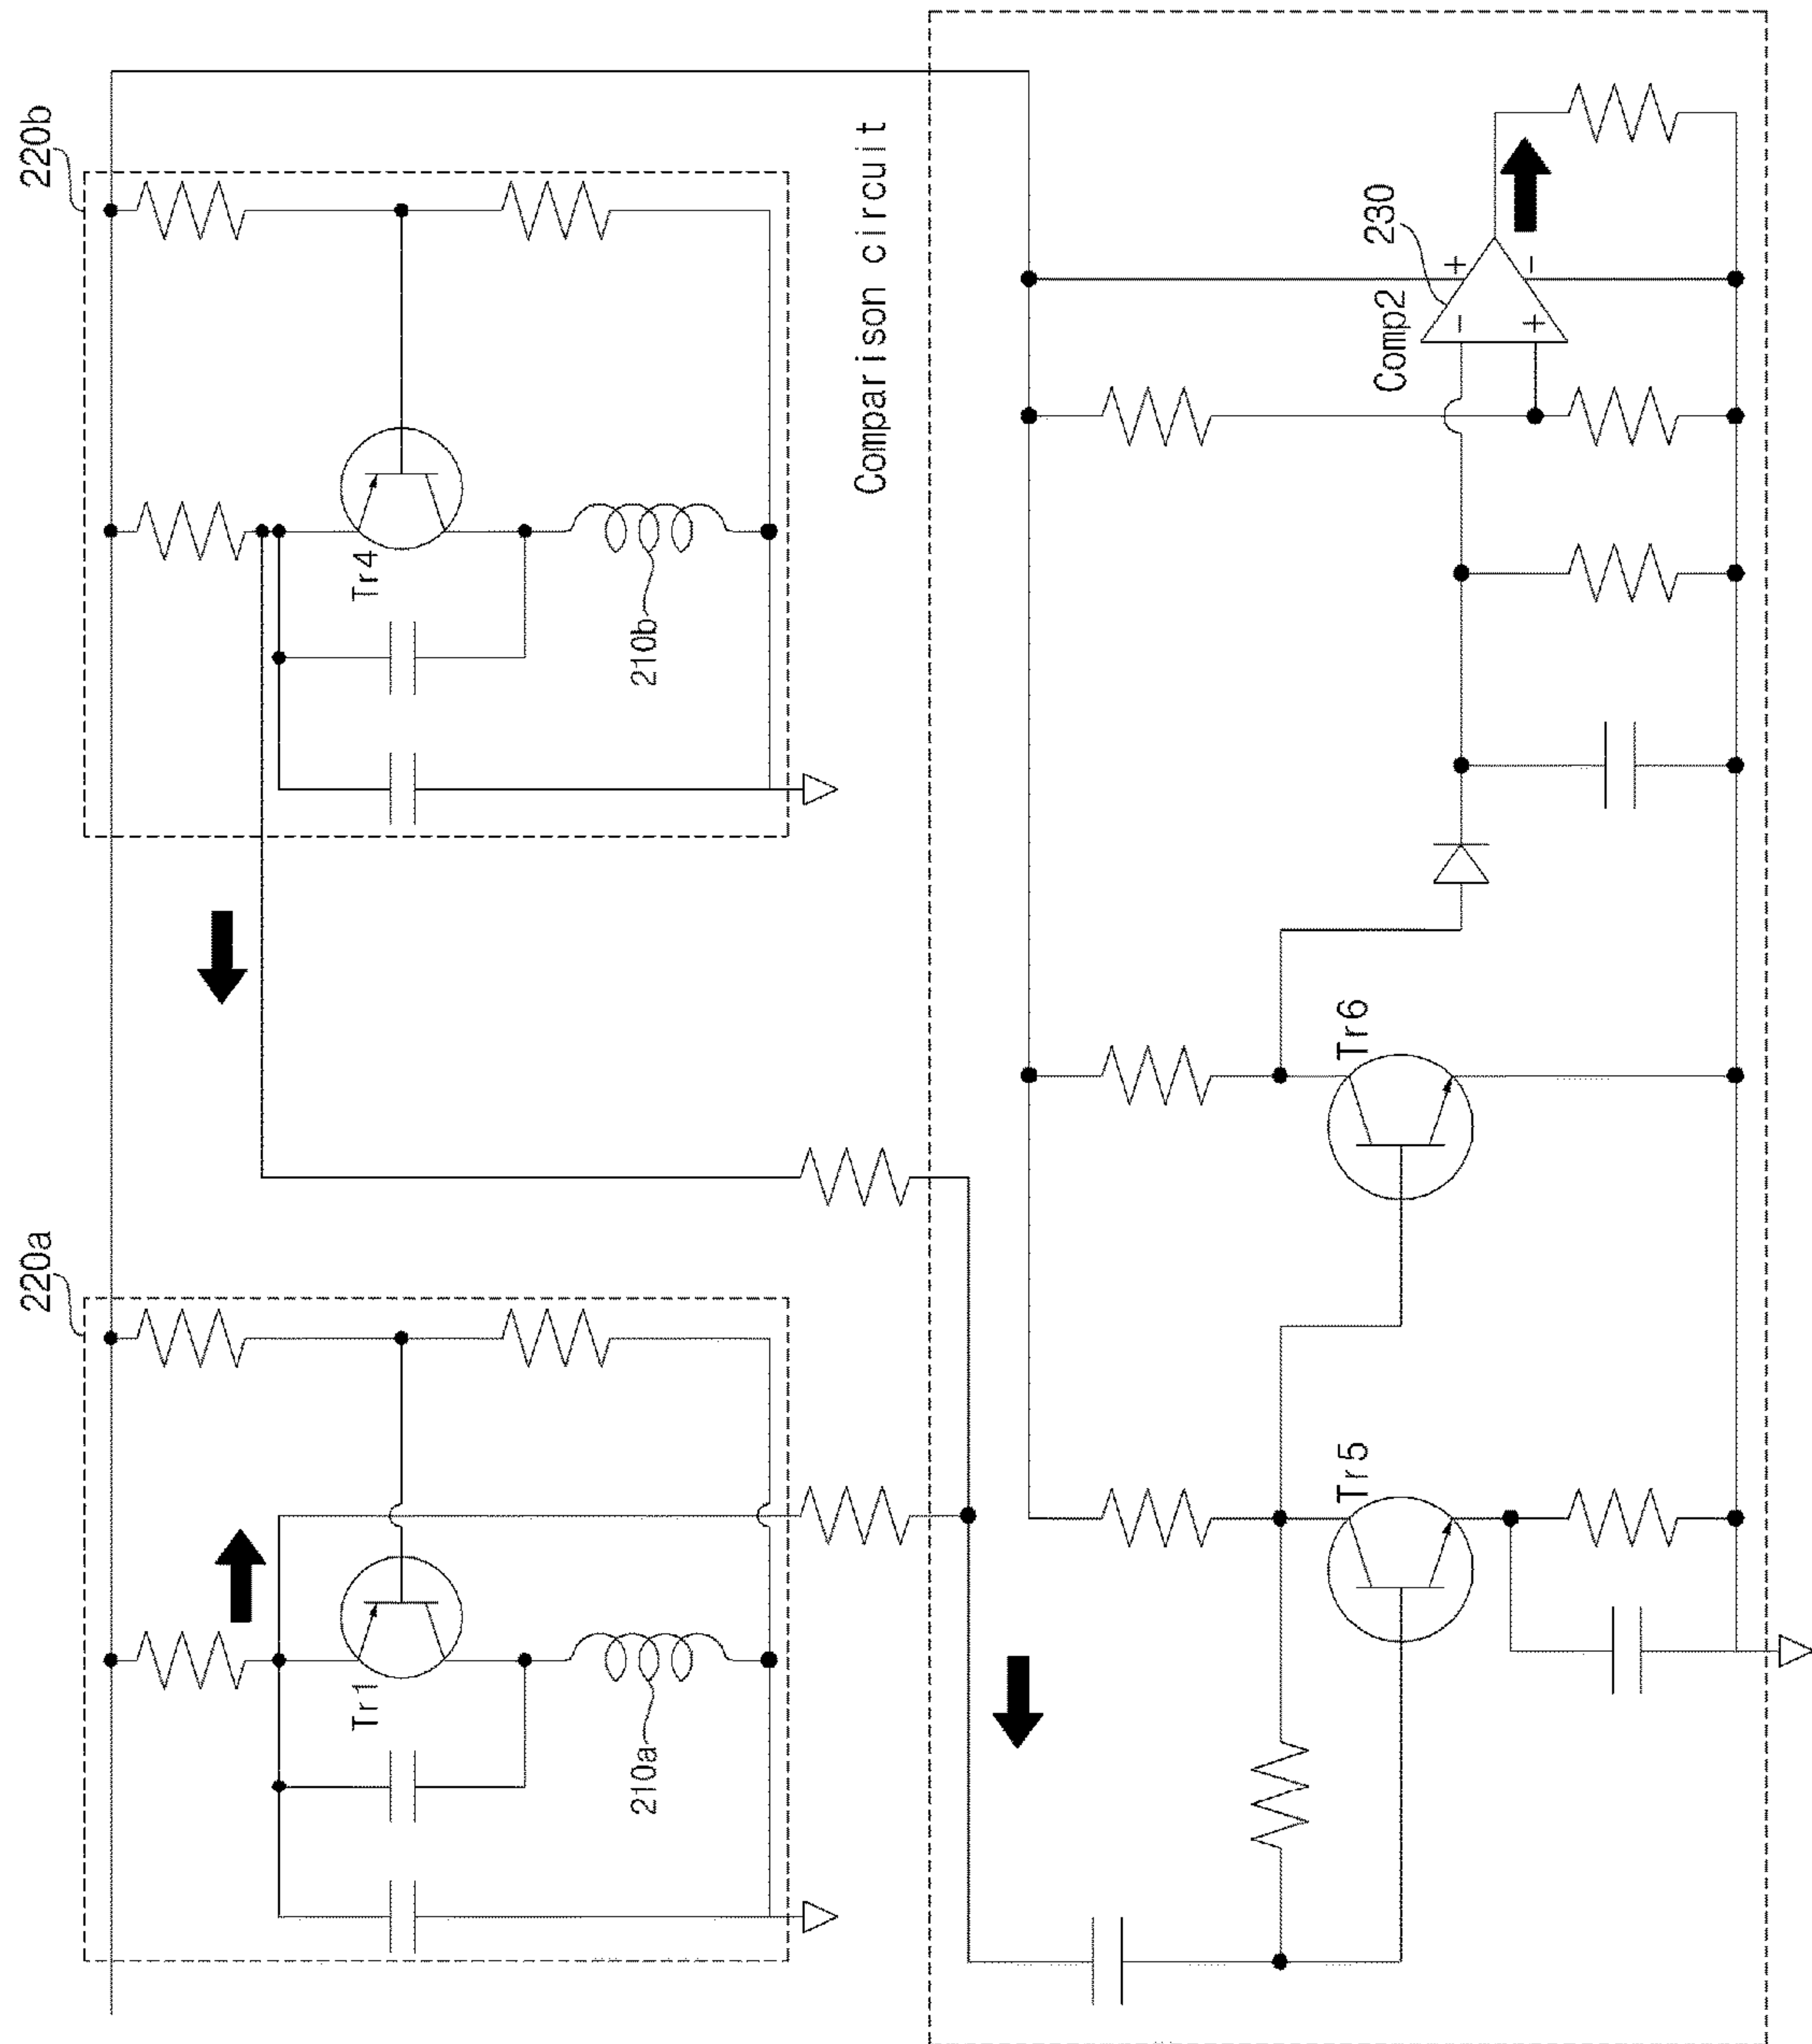 220b
Tr4
210b
Comparison circuit
230
Comp2
+
-
-
+
220a
Tr6
Tr1
210a
Tr5